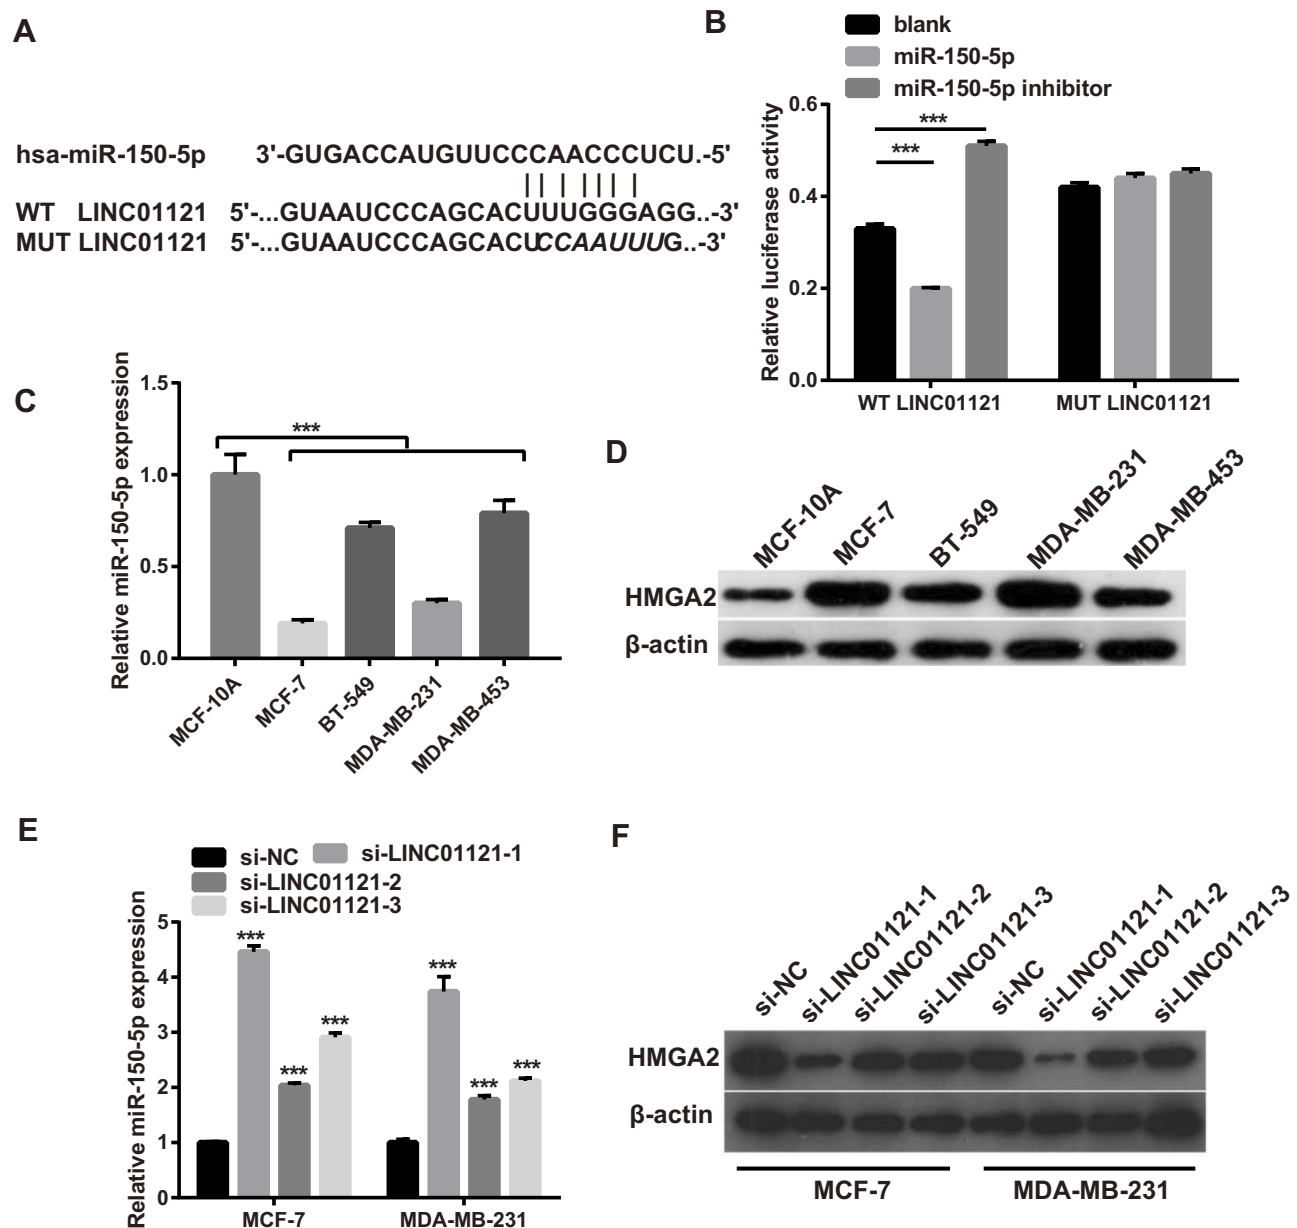 A
hsa-miR-150-5p 3'-GUGACCAUGUUCCCAACCCUCU.-5'
WT LINC01121 5'-...GUAAUCCCAGCACUUUGGGAGG..-3'
MUT LINC01121 5'-...GUAAUCCCAGCACUCCAAUUUG..-3'
B
blank
miR-150-5p
miR-150-5p inhibitor
Relative luciferase activity
0.6
0.4
0.2
0.0
***
***
WT LINC01121 MUT LINC01121
C
Relative miR-150-5p expression
1.5
1.0
0.5
0.0
***
MCF-10A
MCF-7
BT-549
MDA-MB-231
MDA-MB-453
D
MCF-10A
MCF-7
BT-549
MDA-MB-231
MDA-MB-453
HMGA2
β-actin
E
si-NC si-LINC01121-1
si-LINC01121-2
si-LINC01121-3
Relative miR-150-5p expression
5
4
3
2
1
0
***
***
***
***
***
***
MCF-7 MDA-MB-231
F
si-NC
si-LINC01121-1
si-LINC01121-2
si-LINC01121-3
si-NC
si-LINC01121-1
si-LINC01121-2
si-LINC01121-3
HMGA2
β-actin
MCF-7 MDA-MB-231